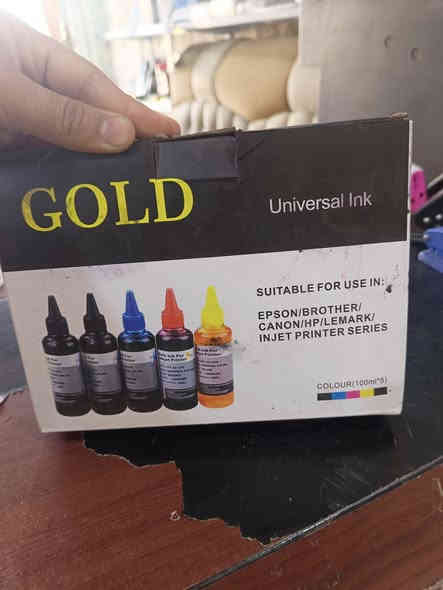 GOLD
Universal Ink
SUITABLE FOR USE IN:
EPSON/BROTHER/
CANON/HP/LEMARK/
INJET PRINTER SERIES
COLOUR(100ml*5)